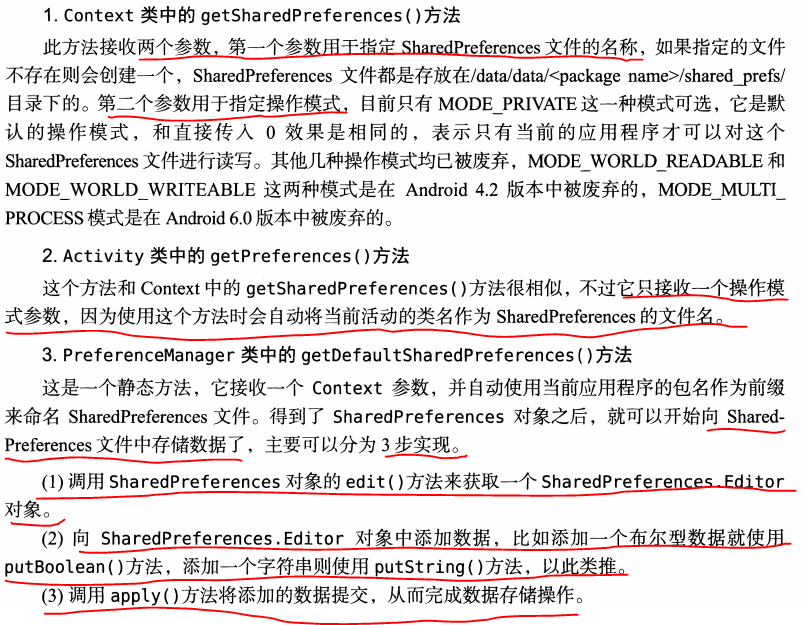 1. Context 类中的 getSharedPreferences()方法
此方法接收两个参数，第一个参数用于指定 SharedPreferences 文件的名称，如果指定的文件
不存在则会创建一个，SharedPreferences 文件都是存放在/data/data/<package name>/shared_prefs/
目录下的。第二个参数用于指定操作模式，目前只有 MODE_PRIVATE 这一种模式可选，它是默
认的操作模式，和直接传入 0 效果是相同的，表示只有当前的应用程序才可以对这个
SharedPreferences 文件进行读写。其他几种操作模式均已被废弃，MODE_WORLD_READABLE 和
MODE_WORLD_WRITEABLE 这两种模式是在 Android 4.2 版本中被废弃的，MODE_MULTI_
PROCESS 模式是在 Android 6.0 版本中被废弃的。
2. Activity 类中的 getPreferences()方法
这个方法和 Context 中的 getSharedPreferences()方法很相似，不过它只接收一个操作模
式参数，因为使用这个方法时会自动将当前活动的类名作为 SharedPreferences 的文件名。
3. PreferenceManager 类中的 getDefaultSharedPreferences()方法
这是一个静态方法，它接收一个 Context 参数，并自动使用当前应用程序的包名作为前缀
来命名 SharedPreferences 文件。得到了 SharedPreferences 对象之后，就可以开始向 Shared-
Preferences 文件中存储数据了，主要可以分为 3 步实现。
(1) 调用 SharedPreferences 对象的 edit()方法来获取一个 SharedPreferences.Editor
对象。
(2) 向 SharedPreferences.Editor 对象中添加数据，比如添加一个布尔型数据就使用
putBoolean()方法，添加一个字符串则使用 putString()方法，以此类推。
(3) 调用 apply()方法将添加的数据提交，从而完成数据存储操作。